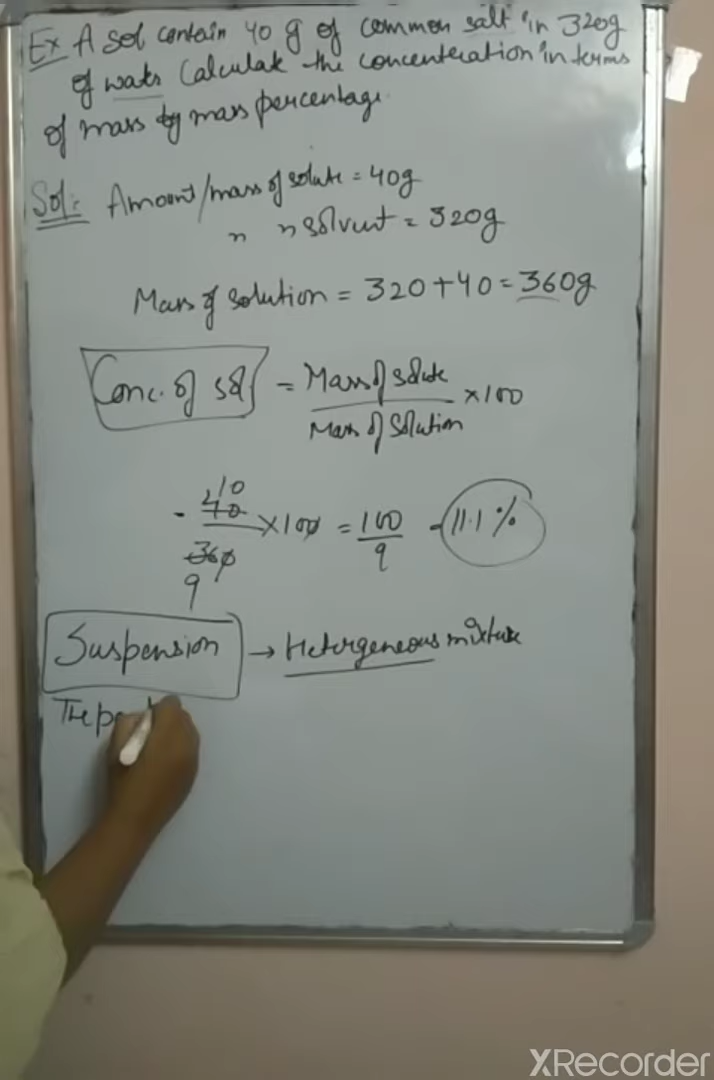 Ex A sol contain 40 g of common salt in 320g
of water Calculate the concentration in terms
of mass by mass percentage.
Sol:- Amount/mass of solute = 40g
" " solvent = 320g
Mass of solution = 320 + 40 = 360g
Conc. of sol = Mass of solute / Mass of solution × 100
40 10 / 360 9 × 100 = 100 / 9 = 11.1 %
Suspension → Hetergeneous mixture
The
XRecorder